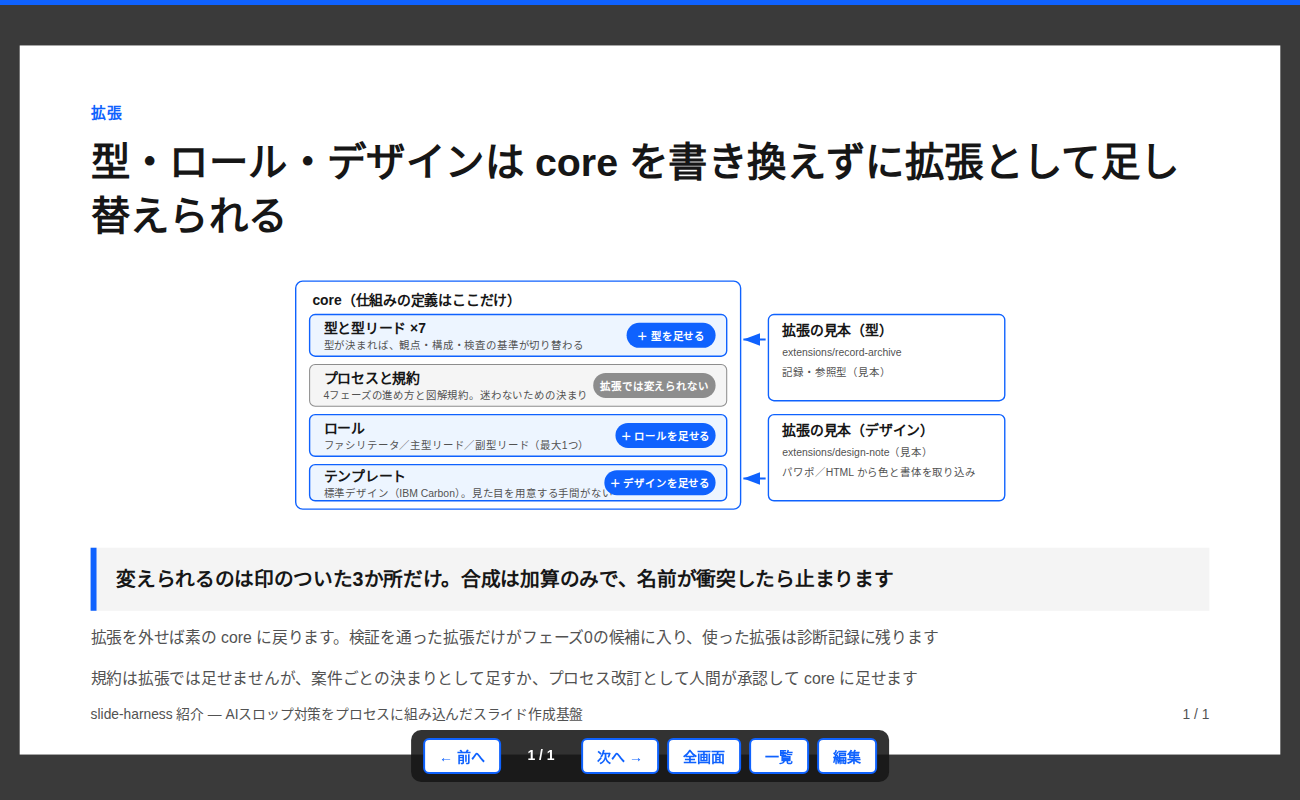 拡張
型・ロール・デザインは core を書き換えずに拡張として足し
替えられる
core（仕組みの定義はここだけ）
型と型リード ×7
型が決まれば、観点・構成・検査の基準が切り替わる
＋ 型を足せる
プロセスと規約
4フェーズの進め方と図解規約。迷わないための決まり
拡張では変えられない
ロール
ファシリテータ／主型リード／副型リード（最大1つ）
＋ロールを足せる
テンプレート
標準デザイン（IBM Carbon）。見た目を用意する手間がない
＋ デザインを足せる
拡張の見本（型）
extensions/record-archive
記録・参照型（見本）
拡張の見本（デザイン）
extensions/design-note（見本）
パワポ／HTML から色と書体を取り込み
変えられるのは印のついた3か所だけ。合成は加算のみで、名前が衝突したら止まります
拡張を外せば素の core に戻ります。検証を通った拡張だけがフェーズ0の候補に入り、使った拡張は診断記録に残ります
規約は拡張では足せませんが、案件ごとの決まりとして足すか、プロセス改訂として人間が承認して core に足せます
slide-harness 紹介 — AIスロップ対策をプロセスに組み込んだスライド作成基盤
1 / 1
← 前へ
1 / 1
次へ →
全画面
一覧
編集